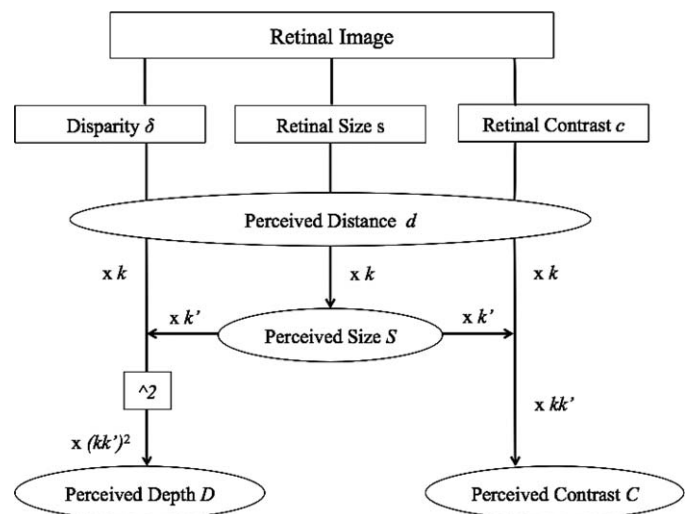 Retinal Image
Disparity δ
Retinal Size s
Retinal Contrast c
Perceived Distance d
x k
x k
x k
x k'
Perceived Size S
x k'
^2
x kk'
x (kk')²
Perceived Depth D
Perceived Contrast C